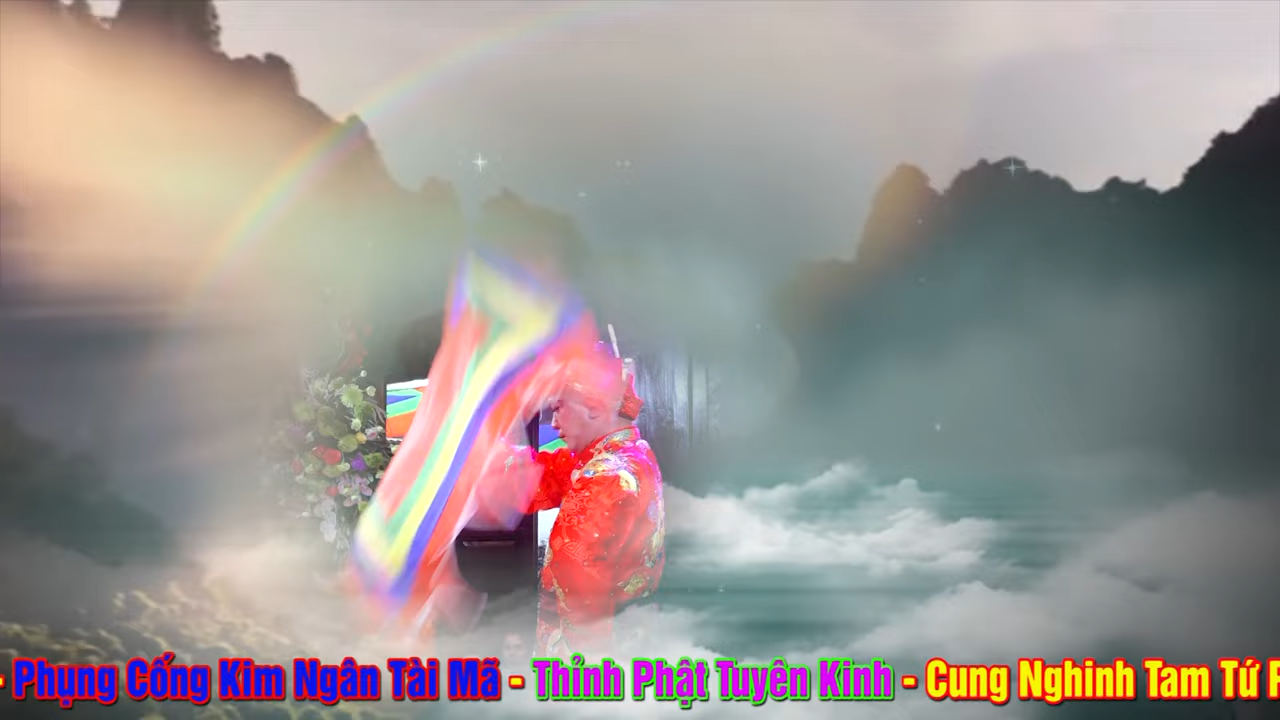 - Phụng Cống Kim Ngân Tài Mã - Thỉnh Phật Tuyên Kinh - Cung Nghinh Tam Tứ